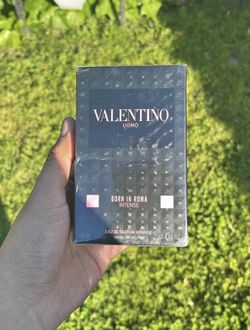 VALENTINO
UOMO
BORN IN ROMA
INTENSE
EAU DE PARFUM INTENSE